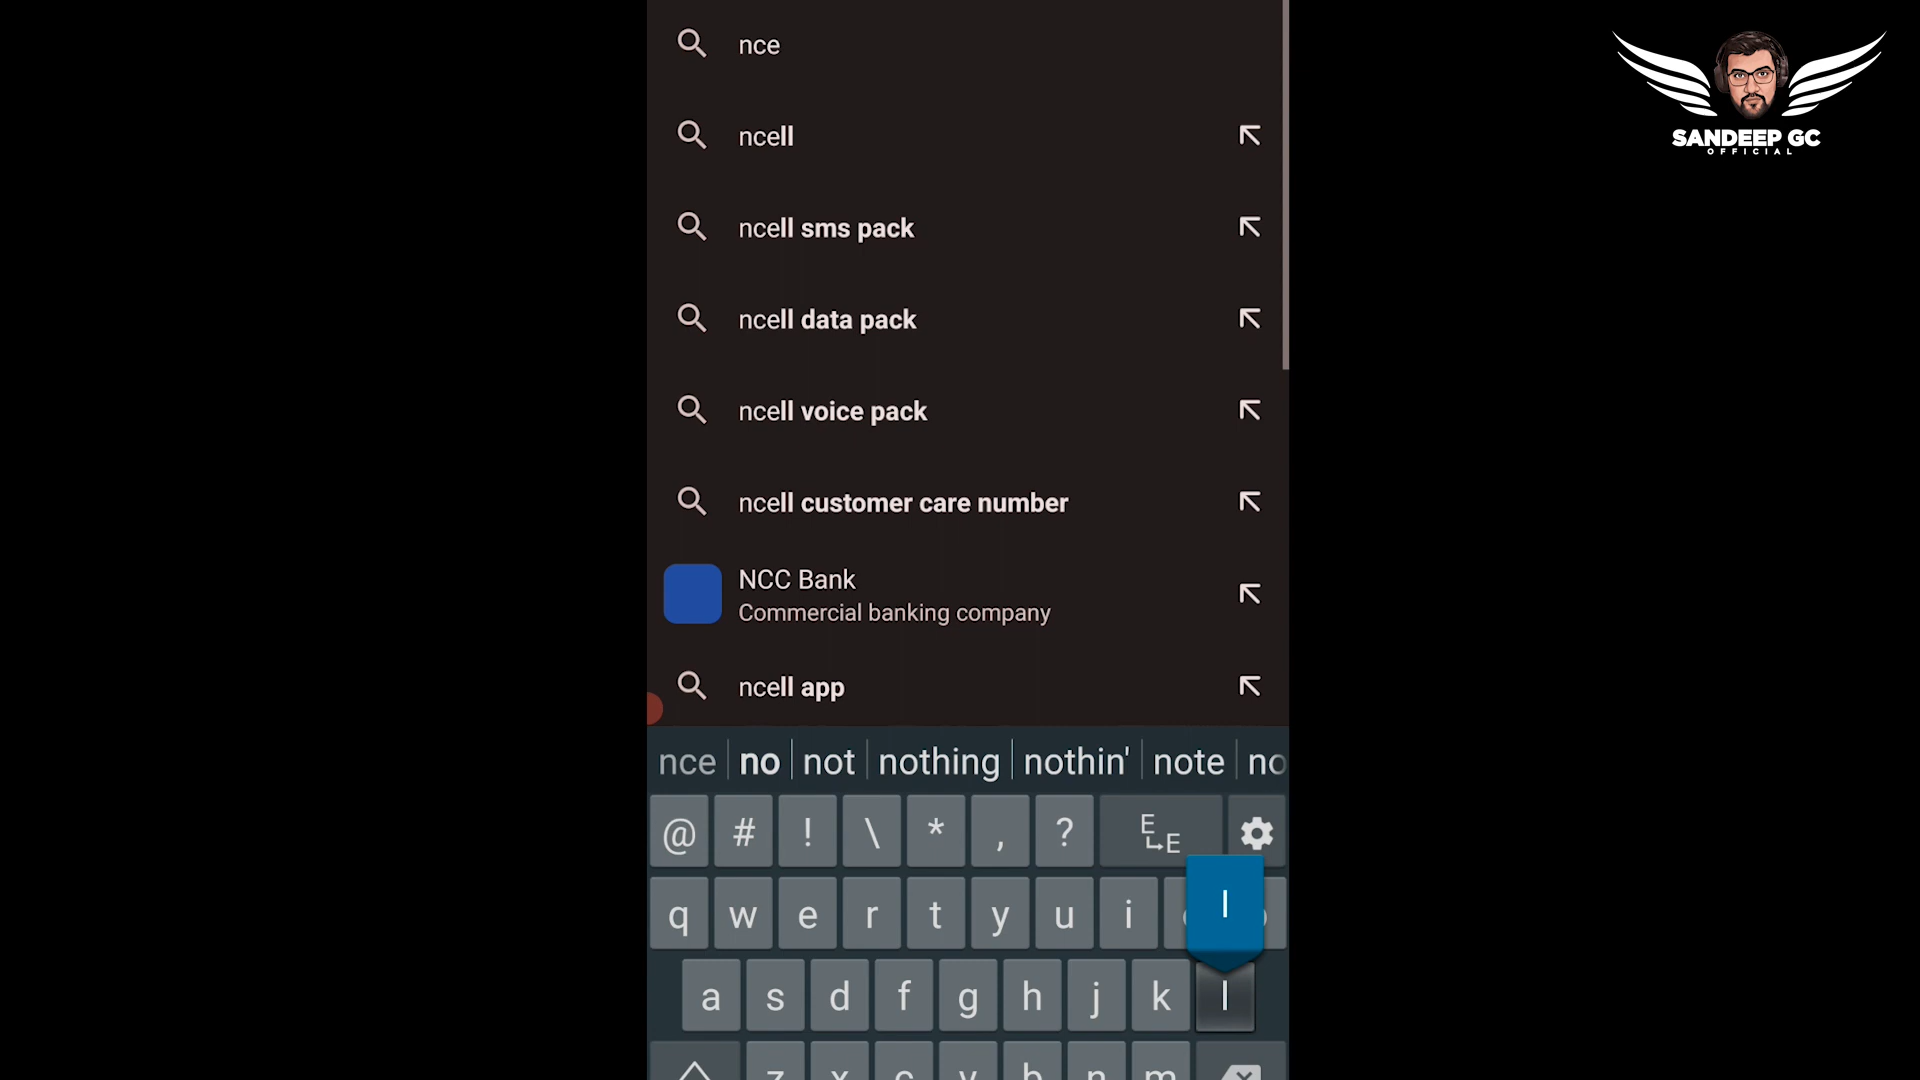 nce
SANDEEP GC
OFFICIAL
ncell
ncell sms pack
ncell data pack
ncell voice pack
ncell customer care number
NCC Bank
Commercial banking company
ncell app
nce no not nothing nothin' note no
@ # ! \ * , ? E E
q w e r t y u i l
a s d f g h j k l
z x c v b n m